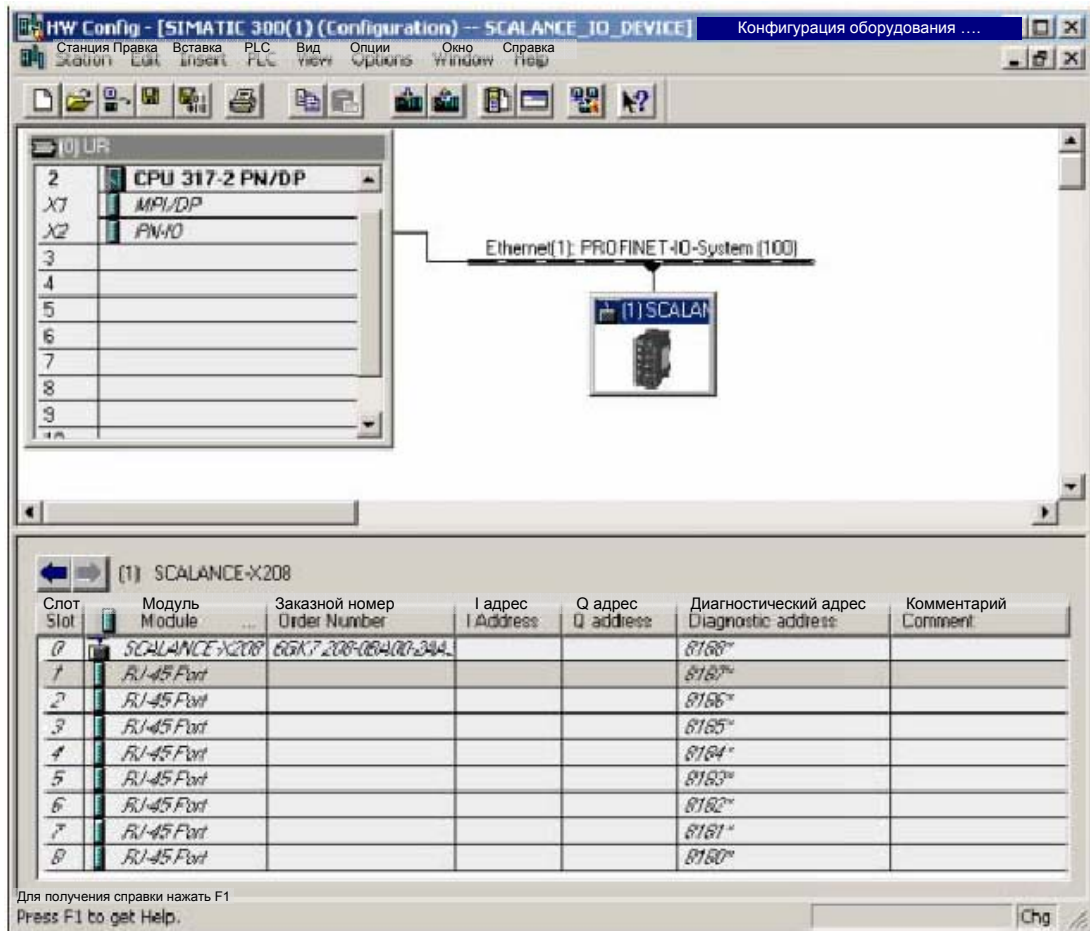 HW Config - [SIMATIC 300(1) (Configuration) -- SCALANCE_IO_DEVICE] Конфигурация оборудования ….
Станция Правка Вставка PLC Вид Опции Окно Справка
Station Edit Insert PLC View Options Window Help
(0) UR
2 CPU 317-2 PN/DP
X1 MPI/DP
X2 PN-IO
3
4
5
6
7
8
9
10
Ethernet(1): PROFINET-IO-System (100)
(1) SCALAN
(1) SCALANCE-X208
Слот Модуль Заказной номер I адрес Q адрес Диагностический адрес Комментарий
Slot Module ... Order Number I Address Q address Diagnostic address Comment
0 SCALANCE-X208 6GK7 208-0BA00-2AA. 8188*
1 RJ-45 Port 8187*
2 RJ-45 Port 8186*
3 RJ-45 Port 8185*
4 RJ-45 Port 8184*
5 RJ-45 Port 8183*
6 RJ-45 Port 8182*
7 RJ-45 Port 8181*
8 RJ-45 Port 8180*
Для получения справки нажать F1
Press F1 to get Help.
Chg